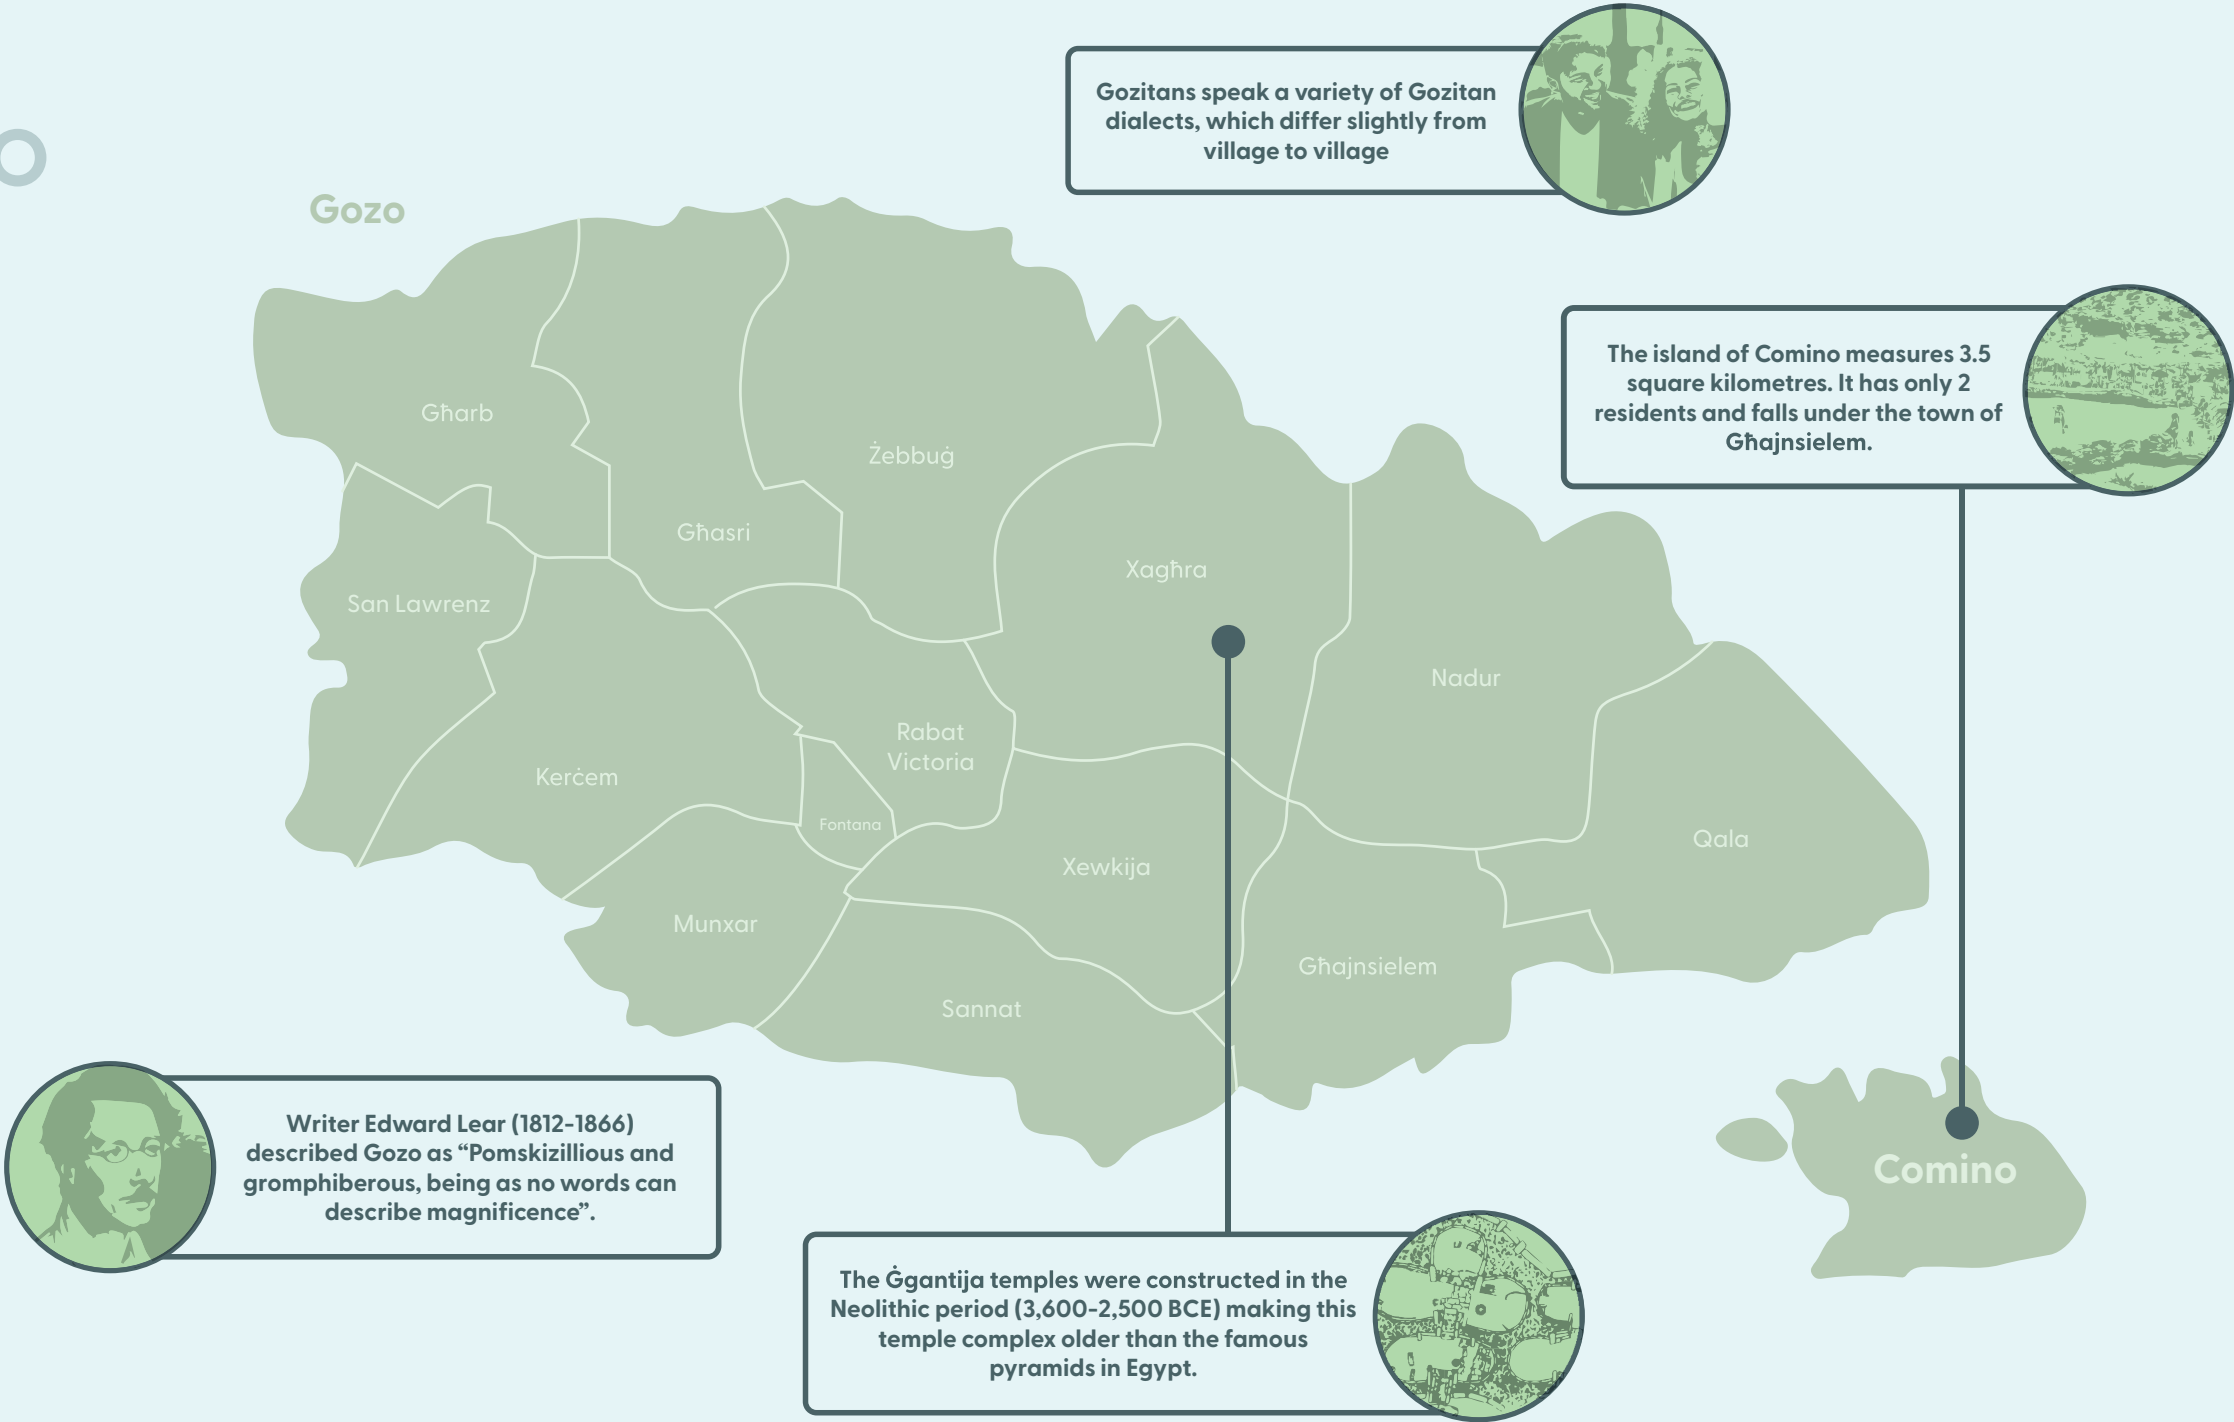 Gozitans speak a variety of Gozitan
dialects, which differ slightly from
village to village
Gozo
The island of Comino measures 3.5
square kilometres. It has only 2
residents and falls under the town of
Għajnsielem.
Għarb
Żebbuġ
Għasri
Xagħra
San Lawrenz
Nadur
Rabat
Victoria
Kerċem
Fontana
Qala
Xewkija
Munxar
Għajnsielem
Sannat
Writer Edward Lear (1812-1866)
described Gozo as “Pomskizillious and
gromphiberous, being as no words can
describe magnificence”.
Comino
The Ġgantija temples were constructed in the
Neolithic period (3,600-2,500 BCE) making this
temple complex older than the famous
pyramids in Egypt.